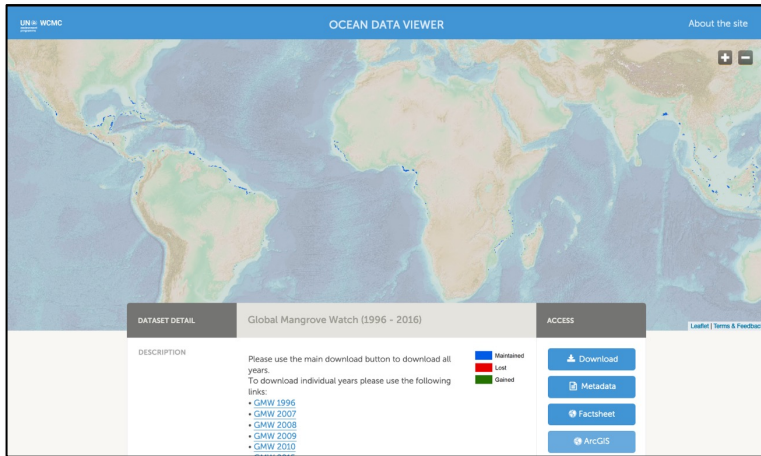 UN WCMC
OCEAN DATA VIEWER
About the site
Leaflet | Terms & Feedbac
DATASET DETAIL
Global Mangrove Watch (1996 - 2016)
ACCESS
DESCRIPTION
Please use the main download button to download all
years.
To download individual years please use the following
links:
• GMW 1996
• GMW 2007
• GMW 2008
• GMW 2009
• GMW 2010
Maintained
Lost
Gained
Download
Metadata
Factsheet
ArcGIS